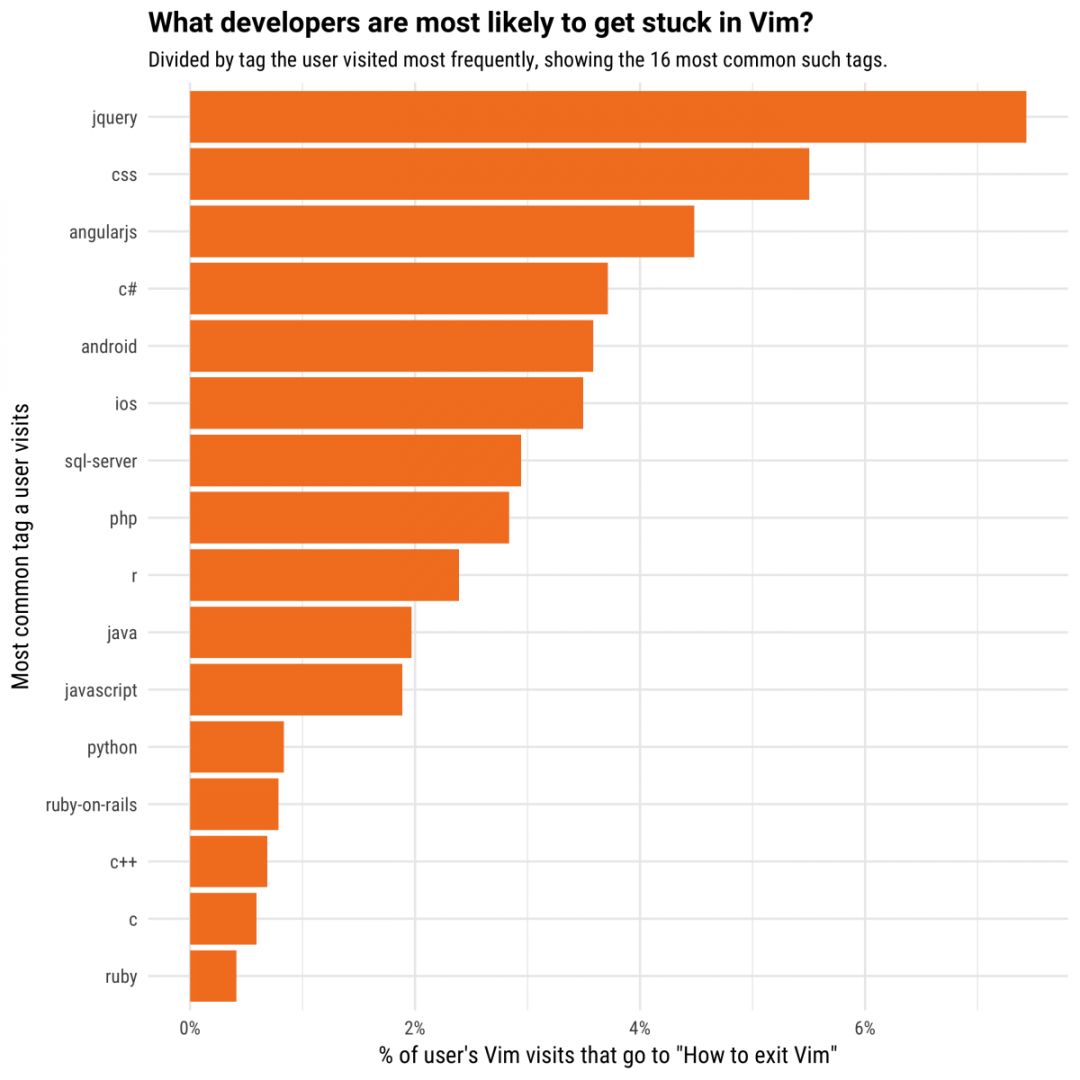 What developers are most likely to get stuck in Vim?
Divided by tag the user visited most frequently, showing the 16 most common such tags.
Most common tag a user visits
jquery
css
angularjs
c#
android
ios
sql-server
php
r
java
javascript
python
ruby-on-rails
c++
c
ruby
0% 2% 4% 6%
% of user's Vim visits that go to "How to exit Vim"